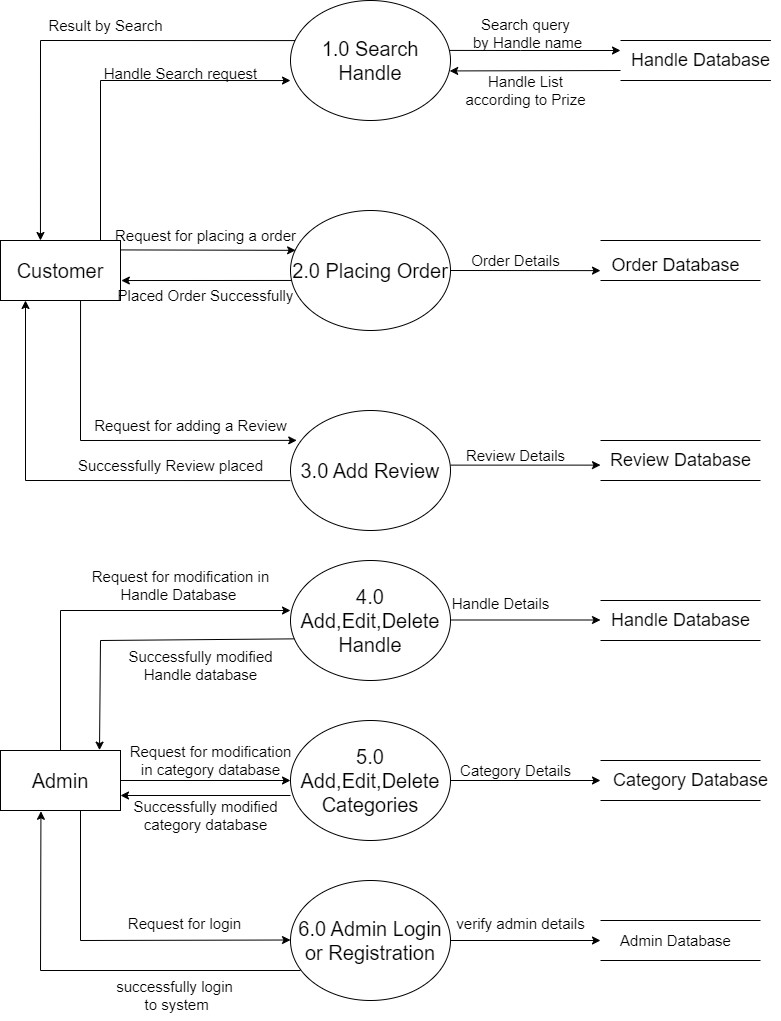 Result by Search
Search query
by Handle name
1.0 Search
Handle
Handle Database
Handle Search request
Handle List
according to Prize
Request for placing a order
Customer
2.0 Placing Order
Order Details
Order Database
Placed Order Successfully
Request for adding a Review
Successfully Review placed
3.0 Add Review
Review Details
Review Database
Request for modification in
Handle Database
4.0
Add,Edit,Delete
Handle
Handle Details
Handle Database
Successfully modified
Handle database
Request for modification
in category database
Admin
5.0
Add,Edit,Delete
Categories
Category Details
Category Database
Successfully modified
category database
Request for login
6.0 Admin Login
or Registration
verify admin details
Admin Database
successfully login
to system